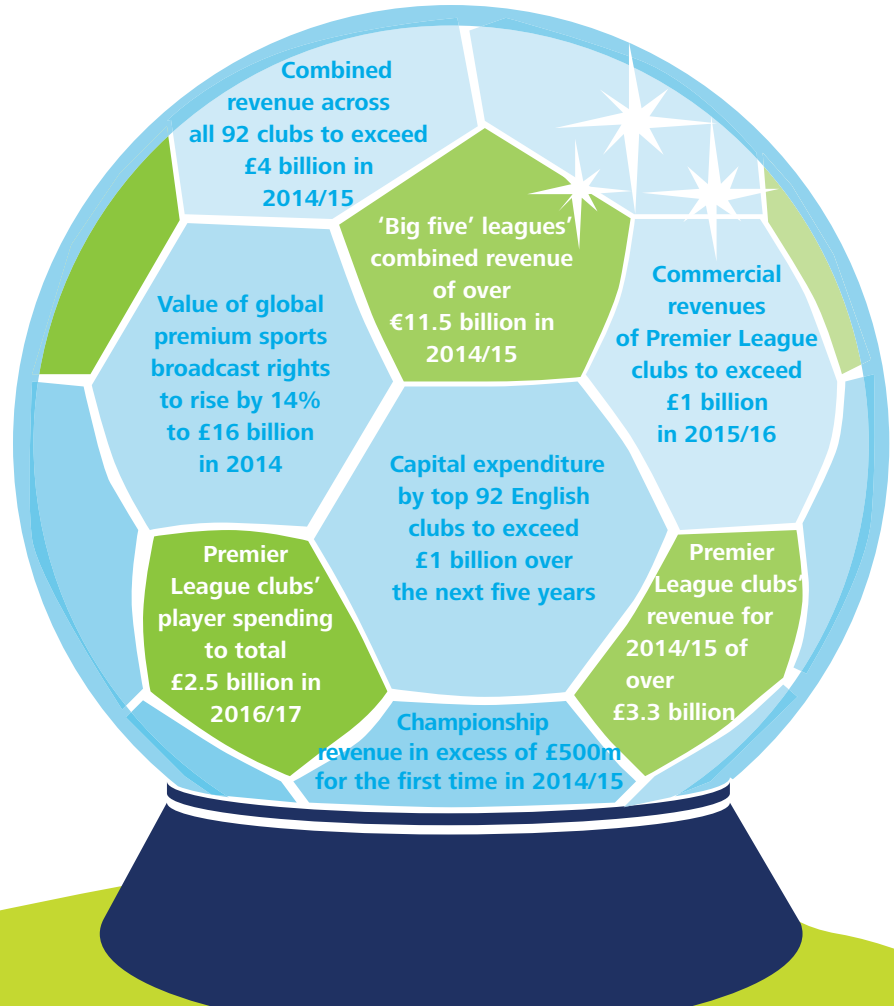 Combined
revenue across
all 92 clubs to exceed
£4 billion in
2014/15
‘Big five’ leagues’
combined revenue
of over
€11.5 billion in
2014/15
Value of global
premium sports
broadcast rights
to rise by 14%
to £16 billion
in 2014
Commercial
revenues
of Premier League
clubs to exceed
£1 billion
in 2015/16
Capital expenditure
by top 92 English
clubs to exceed
£1 billion over
the next five years
Premier
League clubs’
player spending
to total
£2.5 billion in
2016/17
Premier
League clubs’
revenue for
2014/15 of
over
£3.3 billion
Championship
revenue in excess of £500m
for the first time in 2014/15